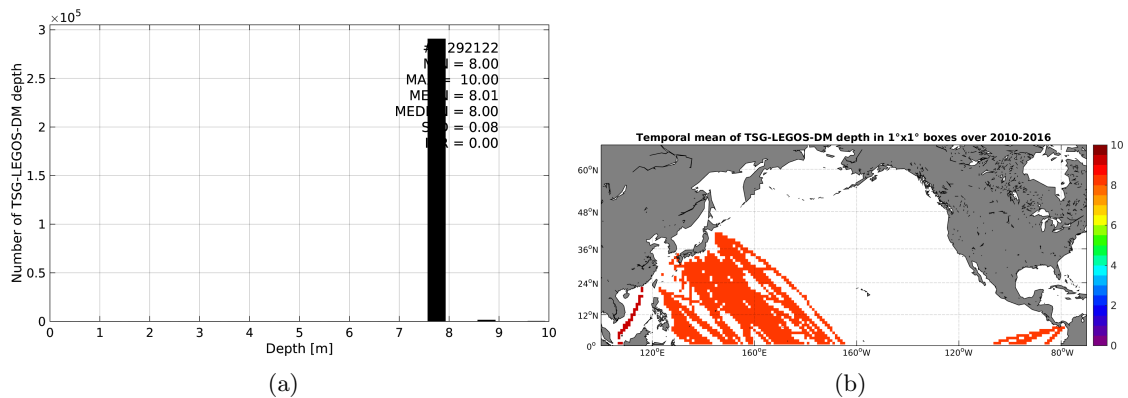 ×10⁵
3
2.5
2
1.5
1
0.5
0
Number of TSG-LEGOS-DM depth
292122
= 8.00
= 10.00
= 8.01
= 8.00
= 0.08
= 0.00
0 1 2 3 4 5 6 7 8 9 10
Depth [m]
(a)
Temporal mean of TSG-LEGOS-DM depth in 1°x1° boxes over 2010-2016
60°N
48°N
36°N
24°N
12°N
0°
120°E 160°E 160°W 120°W 80°W
10
8
6
4
2
0
(b)